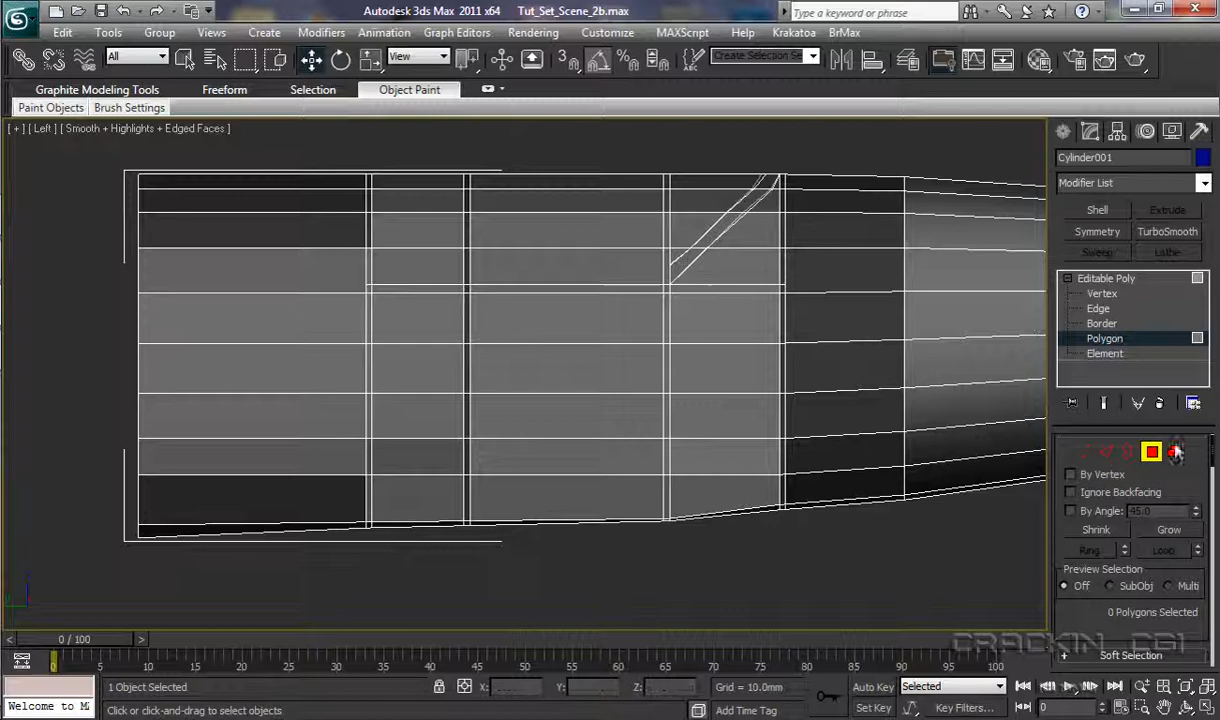 Autodesk 3ds Max 2011 x64 Tut_Set_Scene_2b.max
Type a keyword or phrase
Edit Tools Group Views Create Modifiers Animation Graph Editors Rendering Customize MAXScript Help Krakatoa BrMax
All View Create Selection Se
Graphite Modeling Tools Freeform Selection Object Paint
Paint Objects Brush Settings
[ + ] [ Left ] [ Smooth + Highlights + Edged Faces ]
Cylinder001
Modifier List
Shell Extrude
Symmetry TurboSmooth
Sweep Lathe
Editable Poly
Vertex
Edge
Border
Polygon
Element
By Vertex
Ignore Backfacing
By Angle: 45.0
Shrink Grow
Ring Loop
Preview Selection
Off SubObj Multi
0 Polygons Selected
CRACKIN CGI
Soft Selection
< 0 / 100 >
0 5 10 15 20 25 30 35 40 45 50 55 60 65 70 75 80 85 90 95 100
1 Object Selected X: Y: Z: Grid = 10.0mm Auto Key Selected
Welcome to Mi Click or click-and-drag to select objects Add Time Tag Set Key Key Filters... 0